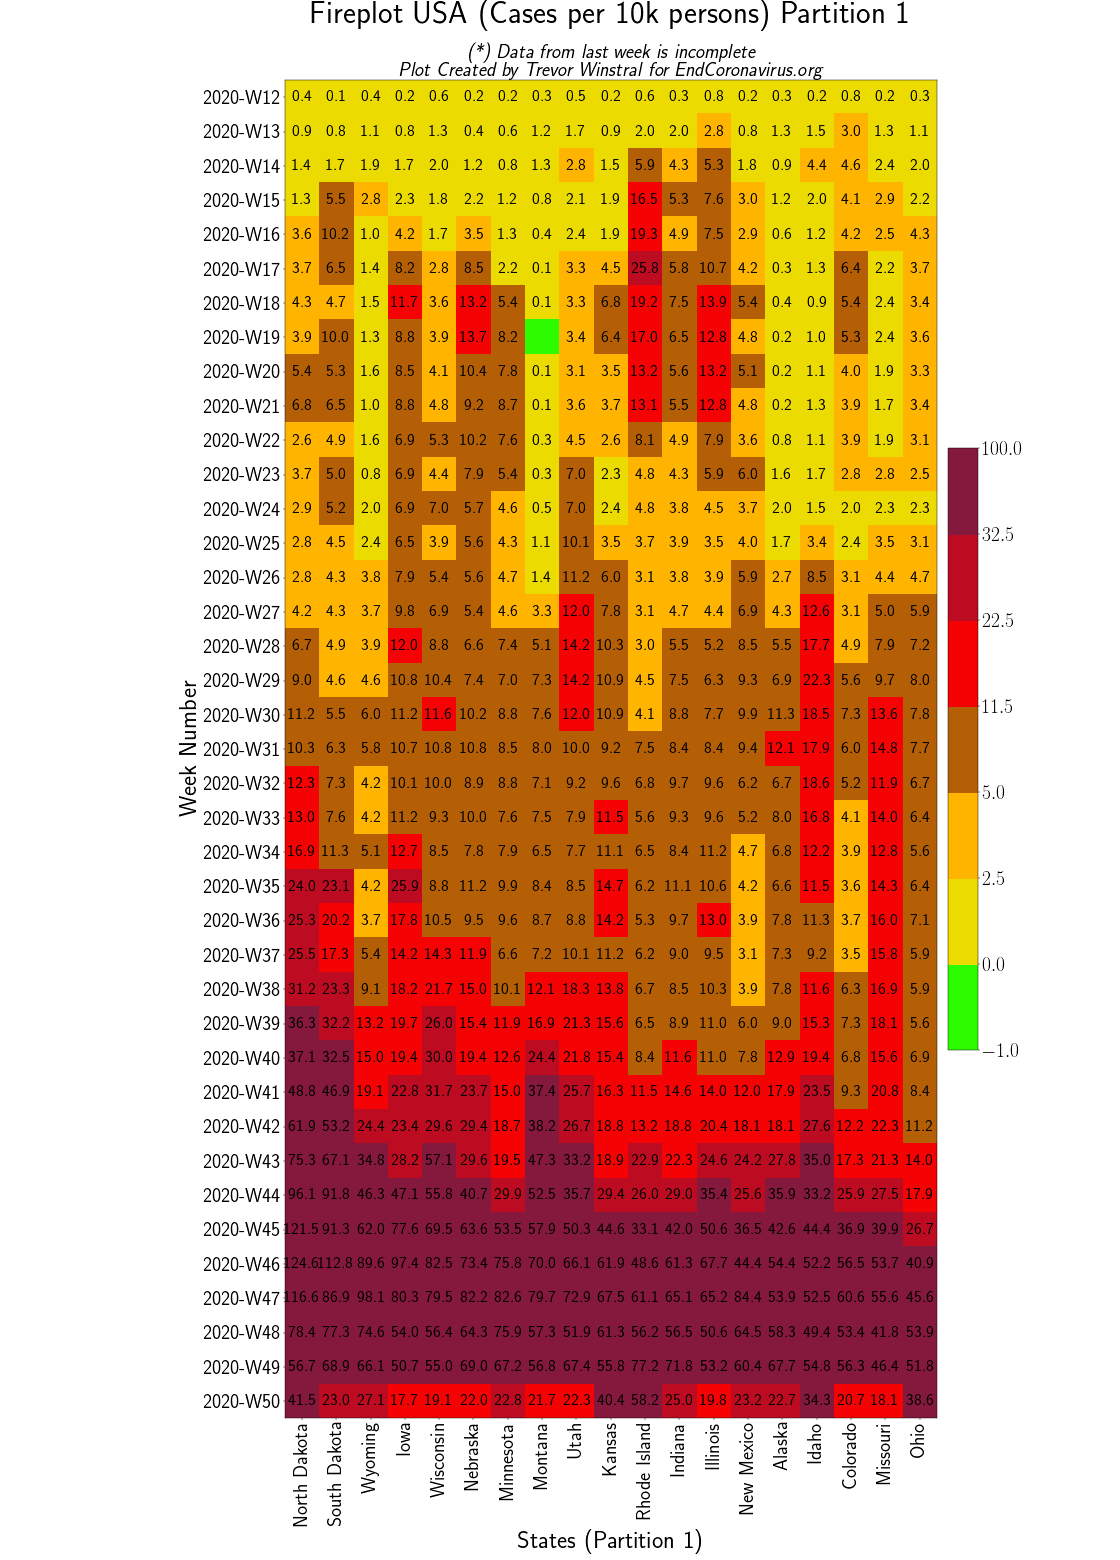 Fireplot USA (Cases per 10k persons) Partition 1
(*) Data from last week is incomplete
Plot Created by Trevor Winstral for EndCoronavirus.org
2020-W12 0.4 0.1 0.4 0.2 0.6 0.2 0.2 0.3 0.5 0.2 0.6 0.3 0.8 0.2 0.3 0.2 0.8 0.2 0.3
2020-W13 0.9 0.8 1.1 0.8 1.3 0.4 0.6 1.2 1.7 0.9 2.0 2.0 2.8 0.8 1.3 1.5 3.0 1.3 1.1
2020-W14 1.4 1.7 1.9 1.7 2.0 1.2 0.8 1.3 2.8 1.5 5.9 4.3 5.3 1.8 0.9 4.4 4.6 2.4 2.0
2020-W15 1.3 5.5 2.8 2.3 1.8 2.2 1.2 0.8 2.1 1.9 16.5 5.3 7.6 3.0 1.2 2.0 4.1 2.9 2.2
2020-W16 3.6 10.2 1.0 4.2 1.7 3.5 1.3 0.4 2.4 1.9 19.3 4.9 7.5 2.9 0.6 1.2 4.2 2.5 4.3
2020-W17 3.7 6.5 1.4 8.2 2.8 8.5 2.2 0.1 3.3 4.5 25.8 5.8 10.7 4.2 0.3 1.3 6.4 2.2 3.7
2020-W18 4.3 4.7 1.5 11.7 3.6 13.2 5.4 0.1 3.3 6.8 19.2 7.5 13.9 5.4 0.4 0.9 5.4 2.4 3.4
2020-W19 3.9 10.0 1.3 8.8 3.9 13.7 8.2 3.4 6.4 17.0 6.5 12.8 4.8 0.2 1.0 5.3 2.4 3.6
2020-W20 5.4 5.3 1.6 8.5 4.1 10.4 7.8 0.1 3.1 3.5 13.2 5.6 13.2 5.1 0.2 1.1 4.0 1.9 3.3
2020-W21 6.8 6.5 1.0 8.8 4.8 9.2 8.7 0.1 3.6 3.7 13.1 5.5 12.8 4.8 0.2 1.3 3.9 1.7 3.4
2020-W22 2.6 4.9 1.6 6.9 5.3 10.2 7.6 0.3 4.5 2.6 8.1 4.9 7.9 3.6 0.8 1.1 3.9 1.9 3.1
2020-W23 3.7 5.0 0.8 6.9 4.4 7.9 5.4 0.3 7.0 2.3 4.8 4.3 5.9 6.0 1.6 1.7 2.8 2.8 2.5
2020-W24 2.9 5.2 2.0 6.9 7.0 5.7 4.6 0.5 7.0 2.4 4.8 3.8 4.5 3.7 2.0 1.5 2.0 2.3 2.3
2020-W25 2.8 4.5 2.4 6.5 3.9 5.6 4.3 1.1 10.1 3.5 3.7 3.9 3.5 4.0 1.7 3.4 2.4 3.5 3.1
2020-W26 2.8 4.3 3.8 7.9 5.4 5.6 4.7 1.4 11.2 6.0 3.1 3.8 3.9 5.9 2.7 8.5 3.1 4.4 4.7
2020-W27 4.2 4.3 3.7 9.8 6.9 5.4 4.6 3.3 12.0 7.8 3.1 4.7 4.4 6.9 4.3 12.6 3.1 5.0 5.9
2020-W28 6.7 4.9 3.9 12.0 8.8 6.6 7.4 5.1 14.2 10.3 3.0 5.5 5.2 8.5 5.5 17.7 4.9 7.9 7.2
2020-W29 9.0 4.6 4.6 10.8 10.4 7.4 7.0 7.3 14.2 10.9 4.5 7.5 6.3 9.3 6.9 22.3 5.6 9.7 8.0
2020-W30 11.2 5.5 6.0 11.2 11.6 10.2 8.8 7.6 12.0 10.9 4.1 8.8 7.7 9.9 11.3 18.5 7.3 13.6 7.8
2020-W31 10.3 6.3 5.8 10.7 10.8 10.8 8.5 8.0 10.0 9.2 7.5 8.4 8.4 9.4 12.1 17.9 6.0 14.8 7.7
2020-W32 12.3 7.3 4.2 10.1 10.0 8.9 8.8 7.1 9.2 9.6 6.8 9.7 9.6 6.2 6.7 18.6 5.2 11.9 6.7
2020-W33 13.0 7.6 4.2 11.2 9.3 10.0 7.6 7.5 7.9 11.5 5.6 9.3 9.6 5.2 8.0 16.8 4.1 14.0 6.4
2020-W34 16.9 11.3 5.1 12.7 8.5 7.8 7.9 6.5 7.7 11.1 6.5 8.4 11.2 4.7 6.8 12.2 3.9 12.8 5.6
2020-W35 24.0 23.1 4.2 25.9 8.8 11.2 9.9 8.4 8.5 14.7 6.2 11.1 10.6 4.2 6.6 11.5 3.6 14.3 6.4
2020-W36 25.3 20.2 3.7 17.8 10.5 9.5 9.6 8.7 8.8 14.2 5.3 9.7 13.0 3.9 7.8 11.3 3.7 16.0 7.1
2020-W37 25.5 17.3 5.4 14.2 14.3 11.9 6.6 7.2 10.1 11.2 6.2 9.0 9.5 3.1 7.3 9.2 3.5 15.8 5.9
2020-W38 31.2 23.3 9.1 18.2 21.7 15.0 10.1 12.1 18.3 13.8 6.7 8.5 10.3 3.9 7.8 11.6 6.3 16.9 5.9
2020-W39 36.3 32.2 13.2 19.7 26.0 15.4 11.9 16.9 21.3 15.6 6.5 8.9 11.0 6.0 9.0 15.3 7.3 18.1 5.6
2020-W40 37.1 32.5 15.0 19.4 30.0 19.4 12.6 24.4 21.8 15.4 8.4 11.6 11.0 7.8 12.9 19.4 6.8 15.6 6.9
2020-W41 48.8 46.9 19.1 22.8 31.7 23.7 15.0 37.4 25.7 16.3 11.5 14.6 14.0 12.0 17.9 23.5 9.3 20.8 8.4
2020-W42 61.9 53.2 24.4 23.4 29.6 29.4 18.7 38.2 26.7 18.8 13.2 18.8 20.4 18.1 18.1 27.6 12.2 22.3 11.2
2020-W43 75.3 67.1 34.8 28.2 57.1 29.6 19.5 47.3 33.2 18.9 22.9 22.3 24.6 24.2 27.8 35.0 17.3 21.3 14.0
2020-W44 96.1 91.8 46.3 47.1 55.8 40.7 29.9 52.5 35.7 29.4 26.0 29.0 35.4 25.6 35.9 33.2 25.9 27.5 17.9
2020-W45 121.5 91.3 62.0 77.6 69.5 63.6 53.5 57.9 50.3 44.6 33.1 42.0 50.6 36.5 42.6 44.4 36.9 39.9 26.7
2020-W46 124.6 112.8 89.6 97.4 82.5 73.4 75.8 70.0 66.1 61.9 48.6 61.3 67.7 44.4 54.4 52.2 56.5 53.7 40.9
2020-W47 116.6 86.9 98.1 80.3 79.5 82.2 82.6 79.7 72.9 67.5 61.1 65.1 65.2 84.4 53.9 52.5 60.6 55.6 45.6
2020-W48 78.4 77.3 74.6 54.0 56.4 64.3 75.9 57.3 51.9 61.3 56.2 56.5 50.6 64.5 58.3 49.4 53.4 41.8 53.9
2020-W49 56.7 68.9 66.1 50.7 55.0 69.0 67.2 56.8 67.4 55.8 77.2 71.8 53.2 60.4 67.7 54.8 56.3 46.4 51.8
2020-W50 41.5 23.0 27.1 17.7 19.1 22.0 22.8 21.7 22.3 40.4 58.2 25.0 19.8 23.2 22.7 34.3 20.7 18.1 38.6
Week Number
North Dakota
South Dakota
Wyoming
Iowa
Wisconsin
Nebraska
Minnesota
Montana
Utah
Kansas
Rhode Island
Indiana
Illinois
New Mexico
Alaska
Idaho
Colorado
Missouri
Ohio
States (Partition 1)
100.0
32.5
22.5
11.5
5.0
2.5
0.0
−1.0